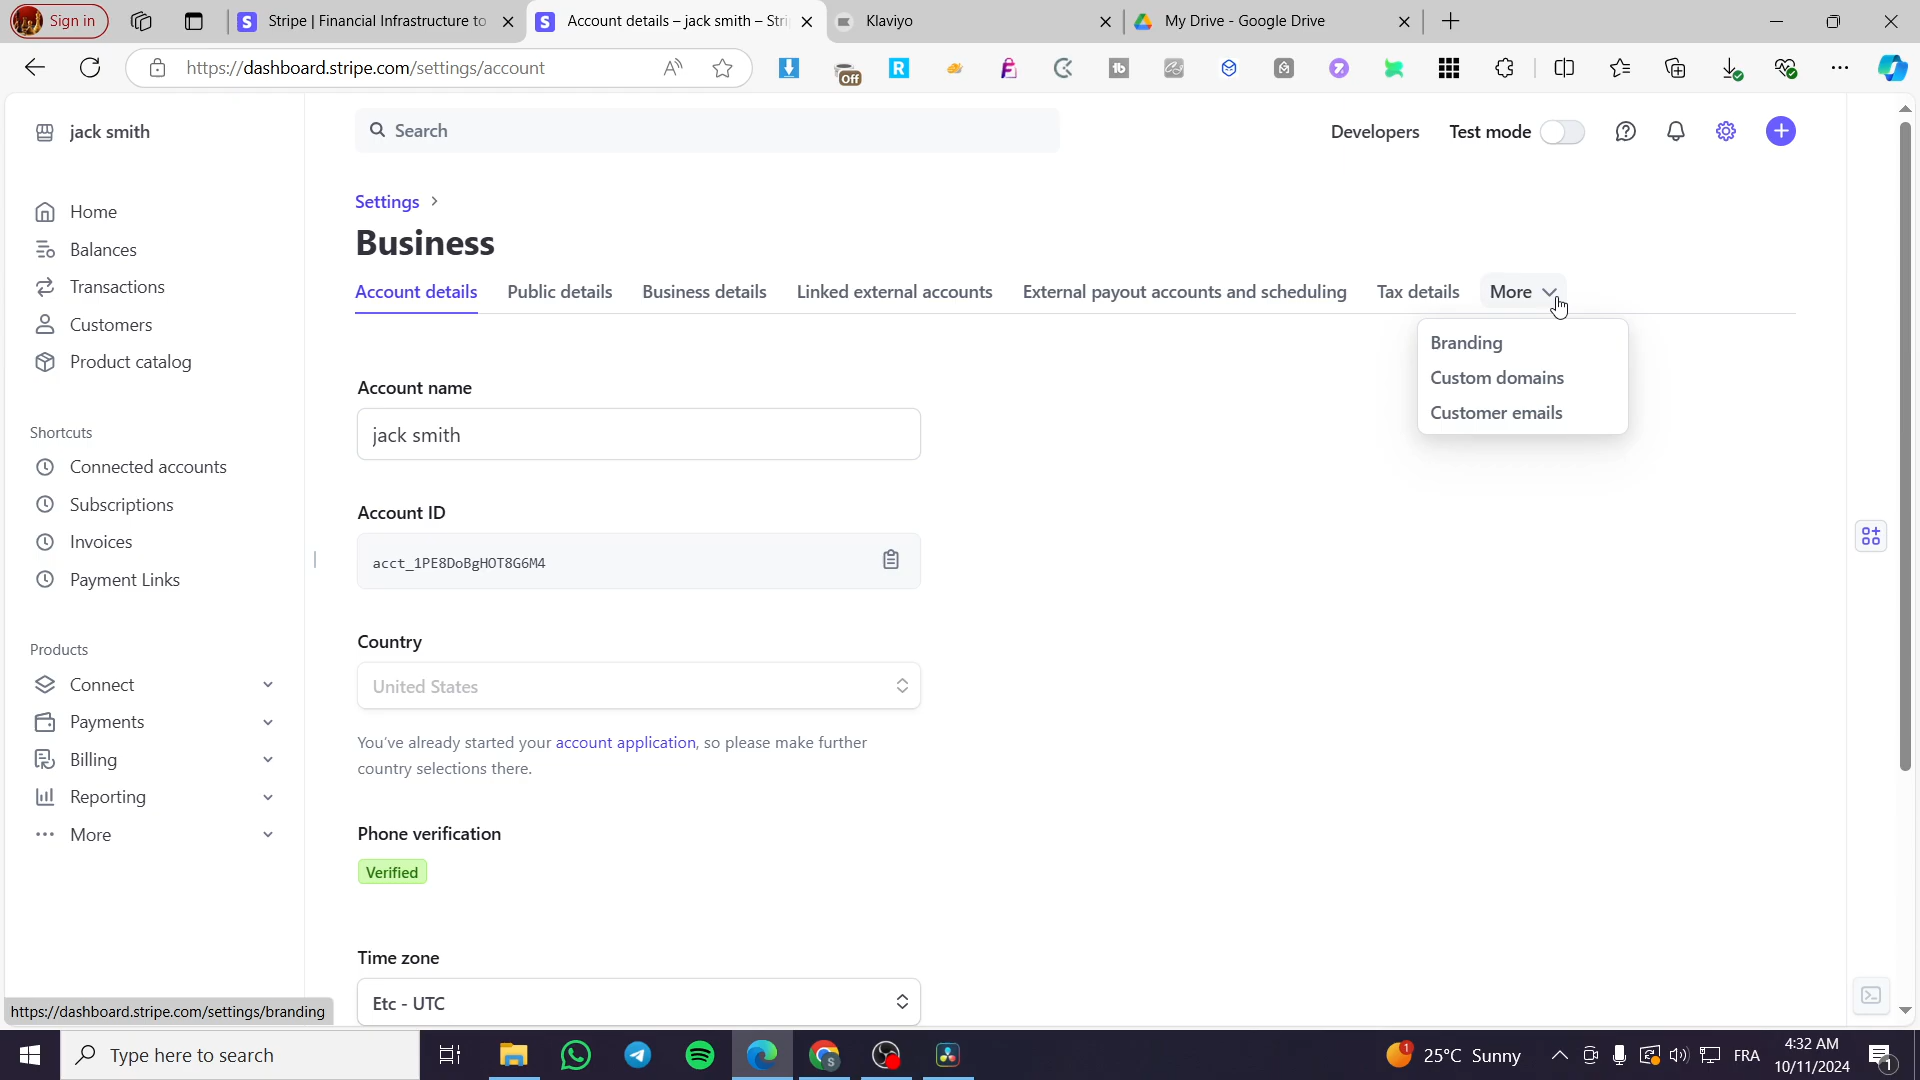 Sign in
Stripe | Financial Infrastructure to
Account details – jack smith – Stri
Klaviyo
My Drive - Google Drive
https://dashboard.stripe.com/settings/account
Off
jack smith
Search
Developers
Test mode
Home
Balances
Transactions
Customers
Product catalog
Shortcuts
Connected accounts
Subscriptions
Invoices
Payment Links
Products
Connect
Payments
Billing
Reporting
More
Settings
Business
Account details
Public details
Business details
Linked external accounts
External payout accounts and scheduling
Tax details
More
Branding
Custom domains
Customer emails
Account name
jack smith
Account ID
acct_1PE8DoBgHOT8G6M4
Country
United States
You've already started your account application, so please make further
country selections there.
Phone verification
Verified
Time zone
Etc - UTC
https://dashboard.stripe.com/settings/branding
Type here to search
1
25°C Sunny
FRA
4:32 AM
10/11/2024
1